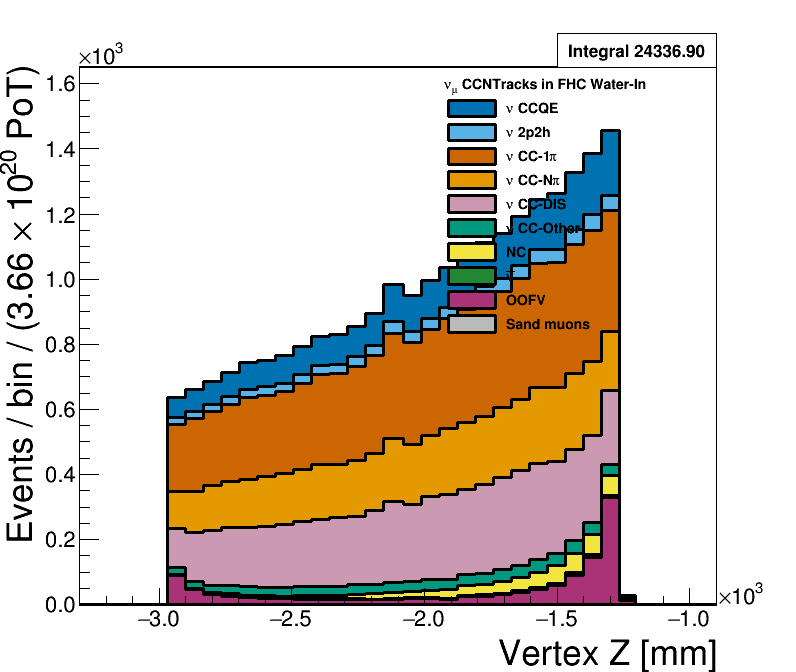 ×10³
Integral 24336.90
ν_μ CCNTracks in FHC Water-In
ν CCQE
ν 2p2h
ν CC-1π
ν CC-Nπ
ν CC-DIS
ν CC-Other
NC
OOFV
Sand muons
Events / bin / (3.66 × 10²⁰ PoT)
1.6
1.4
1.2
1.0
0.8
0.6
0.4
0.2
0.0
−3.0 −2.5 −2.0 −1.5 −1.0
×10³
Vertex Z [mm]